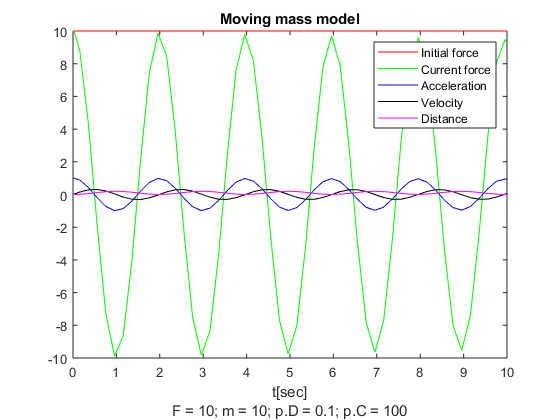 Moving mass model
10
8
6
4
2
0
-2
-4
-6
-8
-10
Initial force
Current force
Acceleration
Velocity
Distance
0 1 2 3 4 5 6 7 8 9 10
t[sec]
F = 10; m = 10; p.D = 0.1; p.C = 100